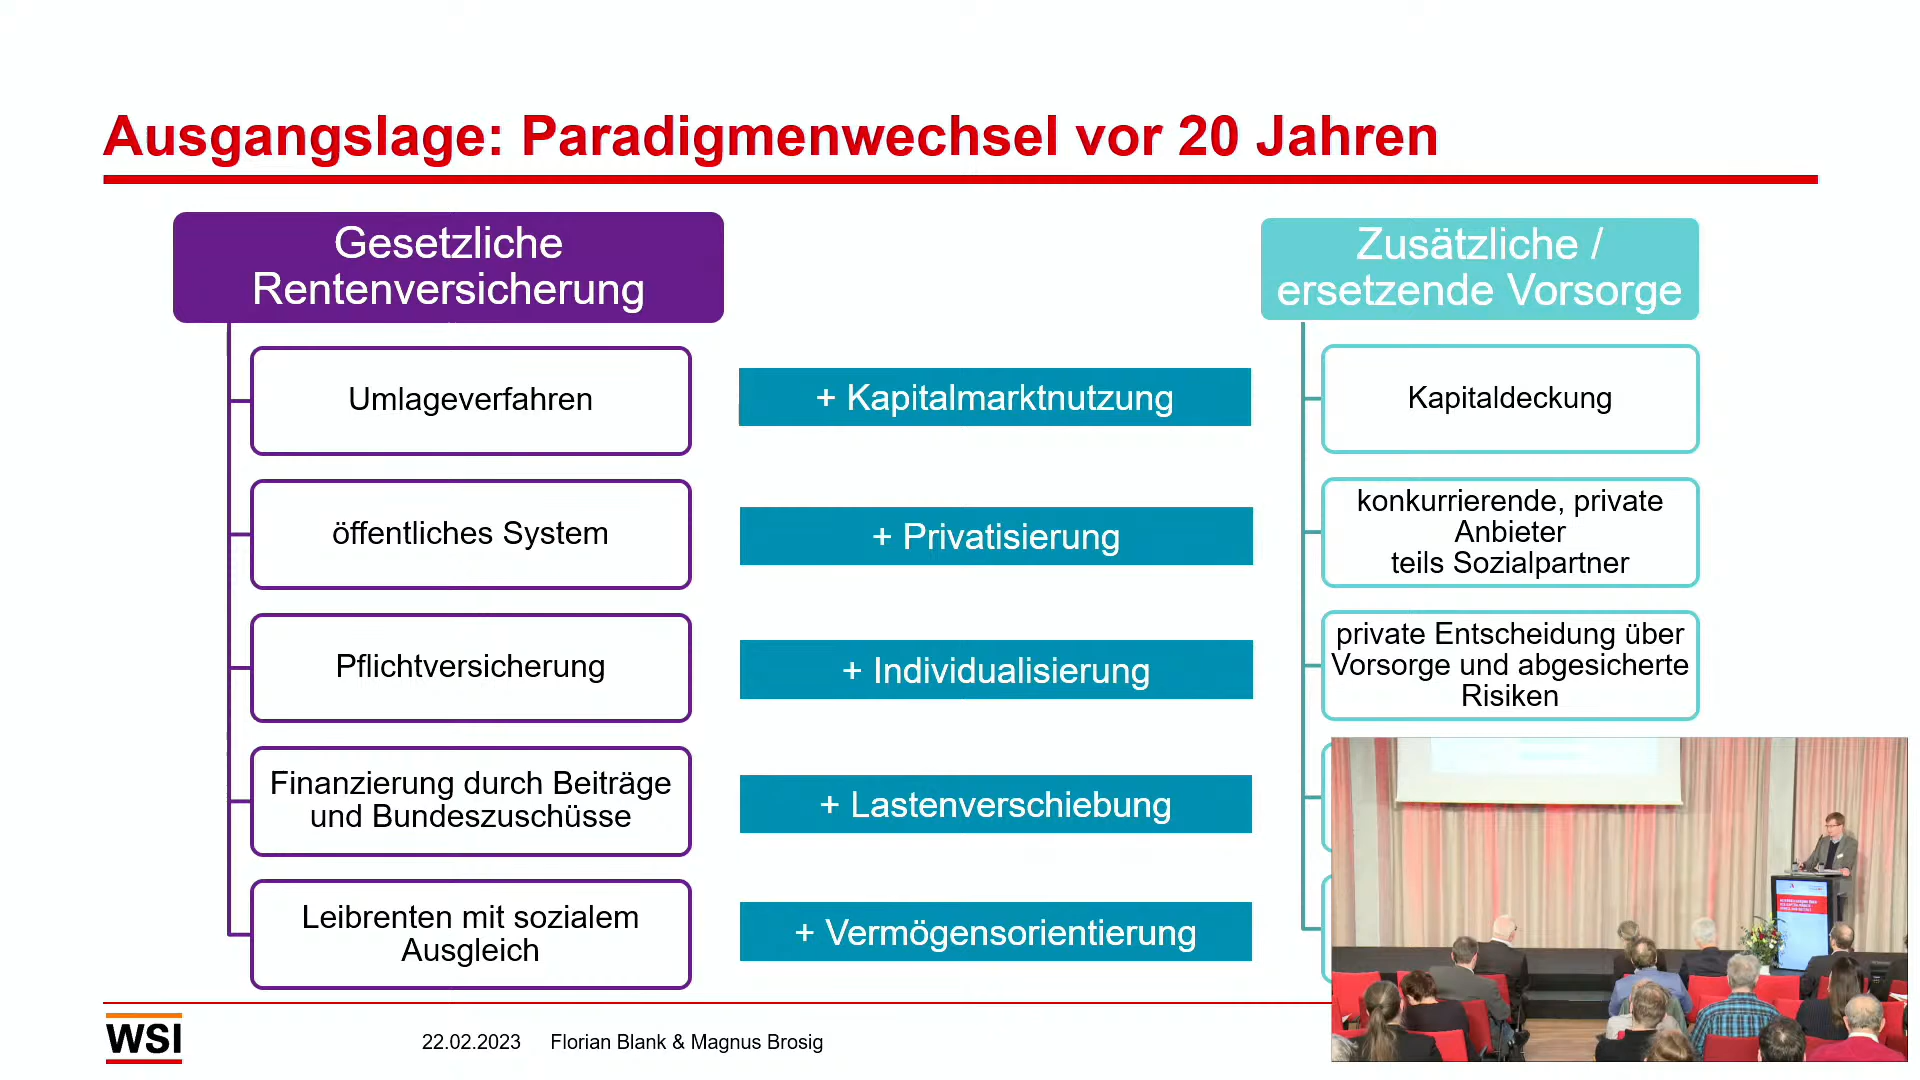 Ausgangslage: Paradigmenwechsel vor 20 Jahren
Gesetzliche
Rentenversicherung
Umlageverfahren
öffentliches System
Pflichtversicherung
Finanzierung durch Beiträge
und Bundeszuschüsse
Leibrenten mit sozialem
Ausgleich
+ Kapitalmarktnutzung
+ Privatisierung
+ Individualisierung
+ Lastenverschiebung
+ Vermögensorientierung
Zusätzliche /
ersetzende Vorsorge
Kapitaldeckung
konkurrierende, private
Anbieter
teils Sozialpartner
private Entscheidung über
Vorsorge und abgesicherte
Risiken
WSI
22.02.2023
Florian Blank & Magnus Brosig